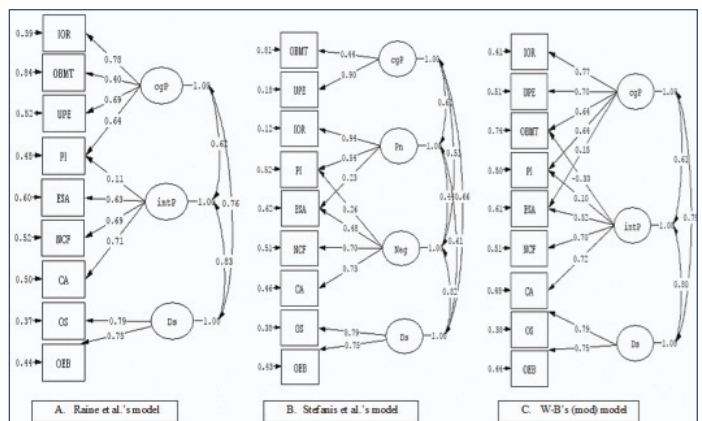 A.
0.39 IOR
0.84 OBMT
0.52 UPE
PI
0.60 ESA
0.52 NCF
0.50 CA
0.37 OS
0.44 OEB
0.78
0.40
0.69
0.64
0.11
0.63
0.69
0.71
0.79
0.75
cgP 1.00
intP 1.00
Ds 1.00
0.62
0.76
0.83
A. Raine et al.'s model
B.
0.81 OBMT
UPE
0.12 IOR
0.52 PI
0.62 ESA
0.51 NCF
0.46 CA
0.38 OS
OEB
0.44
0.90
0.94
0.54
0.23
0.26
0.48
0.70
0.73
0.79
0.75
cgP 1.00
Pn 1.00
Neg 1.00
Ds 1.00
0.51
0.66
0.61
0.82
B. Stefanis et al.'s model
C.
0.41 IOR
0.51 UPE
0.74 OBMT
0.50 PI
0.61 ESA
0.51 NCF
CA
0.38 OS
0.44 OEB
0.77
0.70
0.64
0.64
0.15
-0.33
0.10
0.52
0.70
0.72
0.79
0.75
cgP 1.00
intP 1.00
Ds 1.00
0.61
0.80
C. W-B's (mod) model